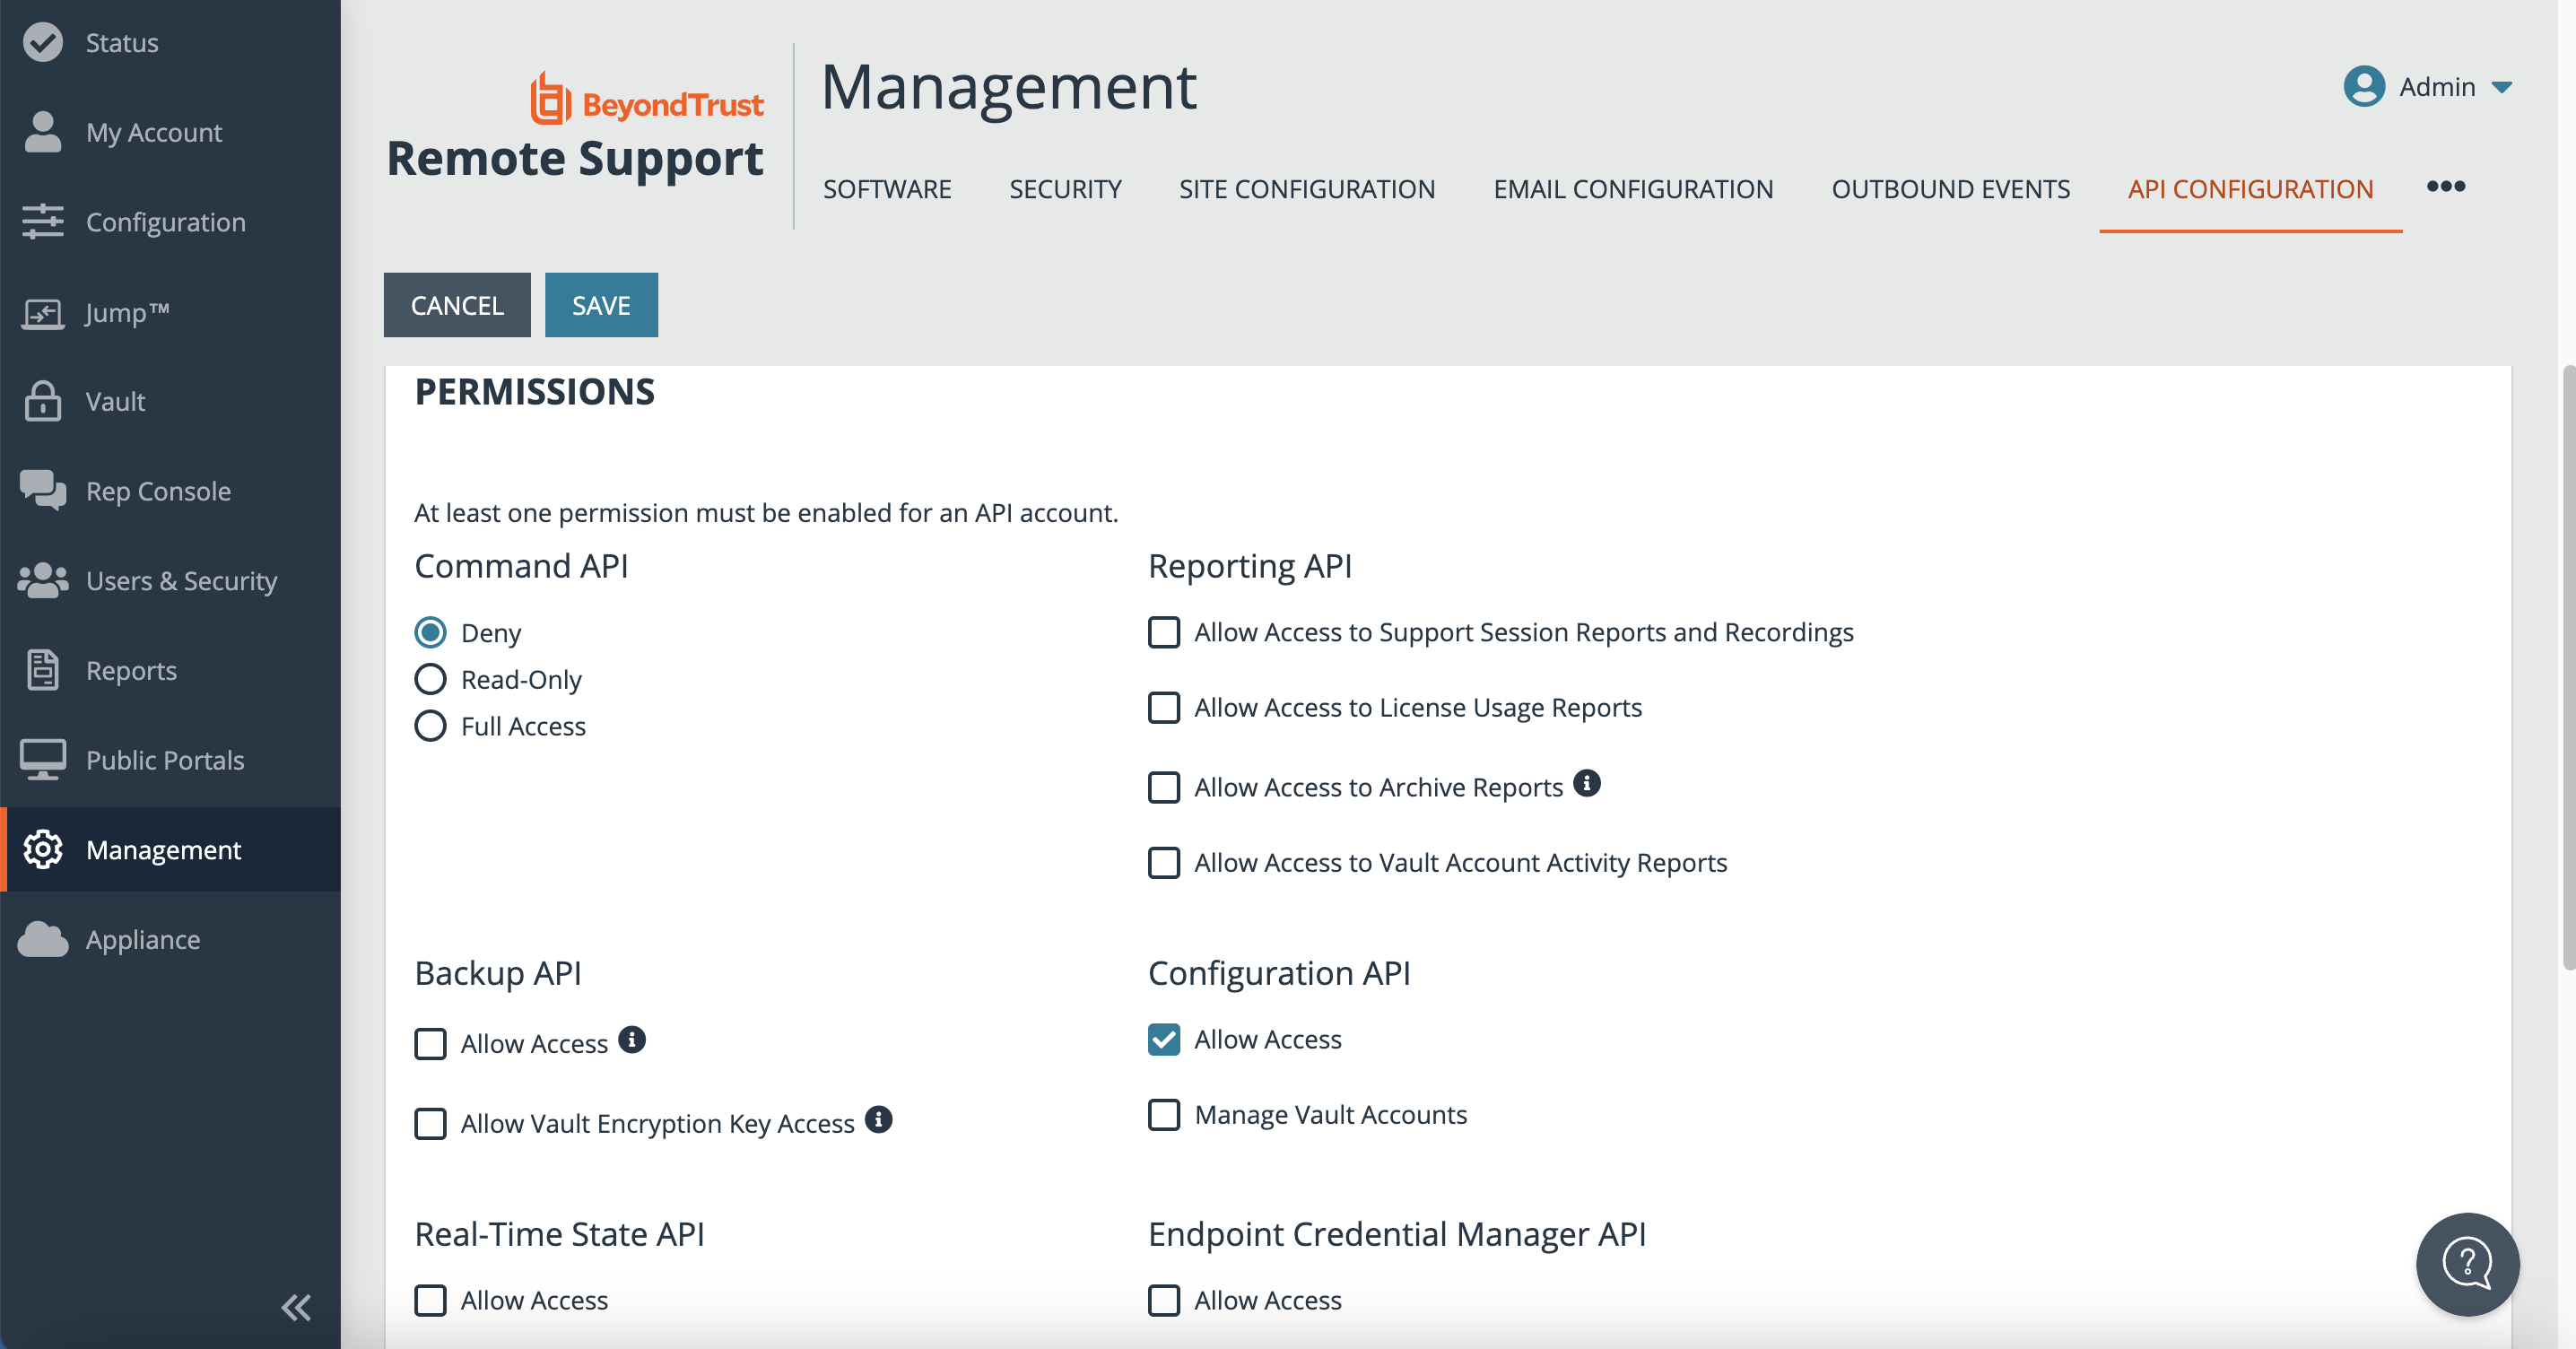 Status
My Account
Configuration
Jump™
Vault
Rep Console
Users & Security
Reports
Public Portals
Management
Appliance
BeyondTrust
Remote Support
Management
Admin
SOFTWARE SECURITY SITE CONFIGURATION EMAIL CONFIGURATION OUTBOUND EVENTS API CONFIGURATION •••
CANCEL SAVE
PERMISSIONS
At least one permission must be enabled for an API account.
Command API
Deny
Read-Only
Full Access
Reporting API
Allow Access to Support Session Reports and Recordings
Allow Access to License Usage Reports
Allow Access to Archive Reports
Allow Access to Vault Account Activity Reports
Backup API
Allow Access
Allow Vault Encryption Key Access
Configuration API
Allow Access
Manage Vault Accounts
Real-Time State API
Allow Access
Endpoint Credential Manager API
Allow Access